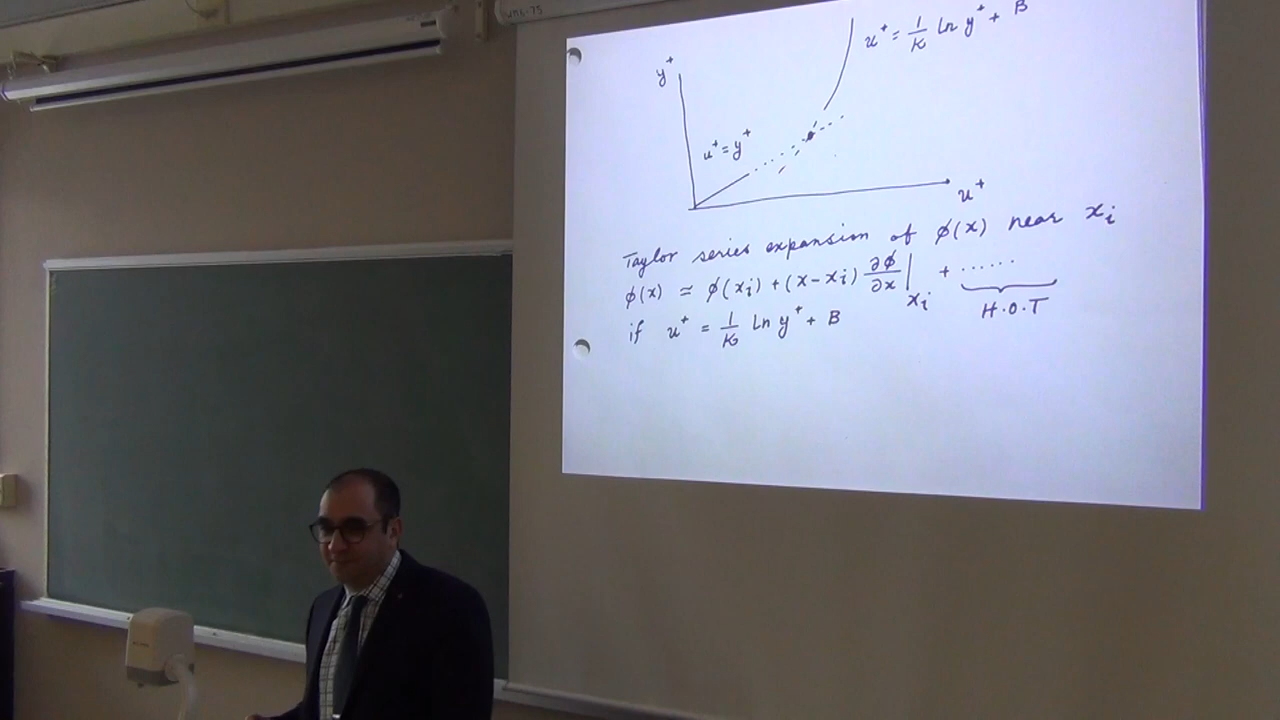 u⁺ = 1/κ ln y⁺ + B
y⁺
u⁺ = y⁺
u⁺
Taylor series expansion of ϕ(x) near xᵢ
ϕ(x) ≃ ϕ(xᵢ) + (x-xᵢ) ∂ϕ/∂x |xᵢ + ......
H.O.T
if u⁺ = 1/κ ln y⁺ + B